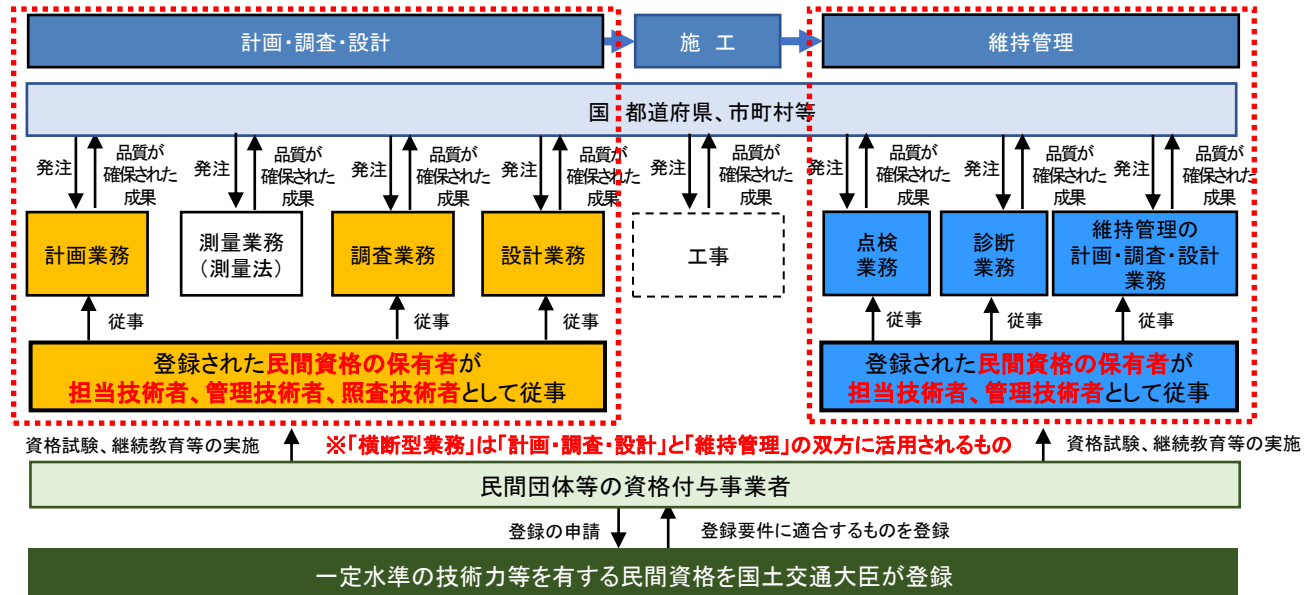 計画・調査・設計
施 工
維持管理
国 都道府県、市町村等
発注
品質が
確保された
成果
発注
品質が
確保された
成果
発注
品質が
確保された
成果
発注
品質が
確保された
成果
発注
品質が
確保された
成果
発注
品質が
確保された
成果
発注
品質が
確保された
成果
発注
品質が
確保された
成果
計画業務
測量業務
（測量法）
調査業務
設計業務
工事
点検
業務
診断
業務
維持管理の
計画・調査・設計
業務
従事
従事
従事
従事
従事
従事
登録された民間資格の保有者が
担当技術者、管理技術者、照査技術者として従事
登録された民間資格の保有者が
担当技術者、管理技術者として従事
資格試験、継続教育等の実施
※「横断型業務」は「計画・調査・設計」と「維持管理」の双方に活用されるもの
資格試験、継続教育等の実施
民間団体等の資格付与事業者
登録の申請
登録要件に適合するものを登録
一定水準の技術力等を有する民間資格を国土交通大臣が登録